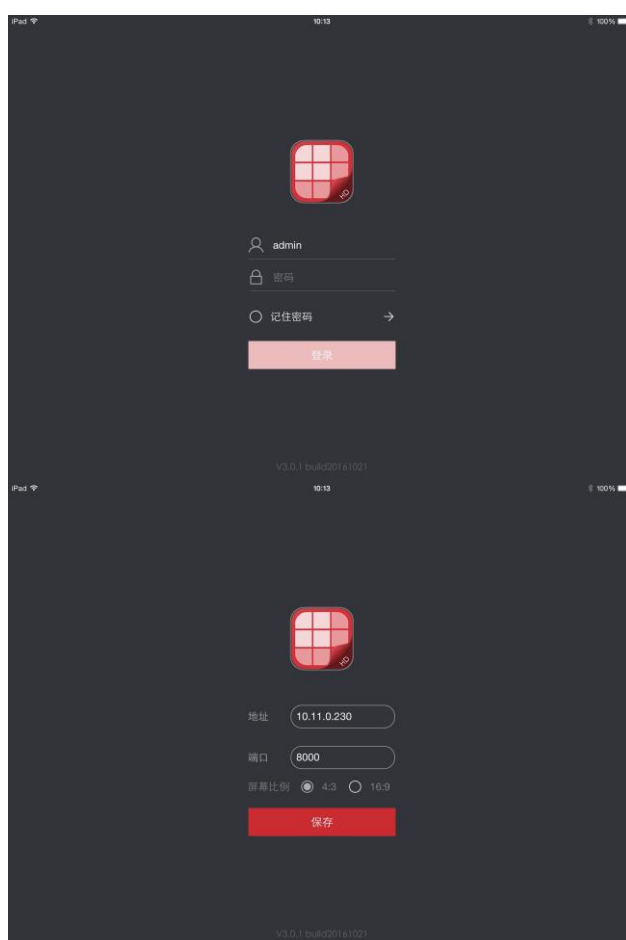 iPad 10:13 100%
HD
admin
密码
记住密码
登录
V3.0.1 build20161021
iPad 10:13 100%
HD
地址 10.11.0.230
端口 8000
屏幕比例 4:3 16:9
保存
V3.0.1 build20161021